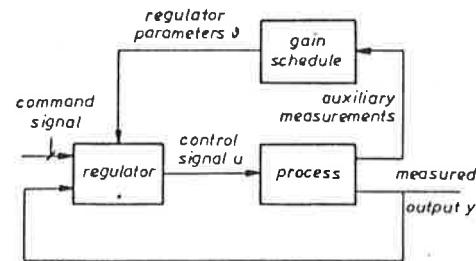 regulator
parameters ϑ
gain
schedule
auxiliary
measurements
command
signal
control
signal u
regulator
process
measured
output y